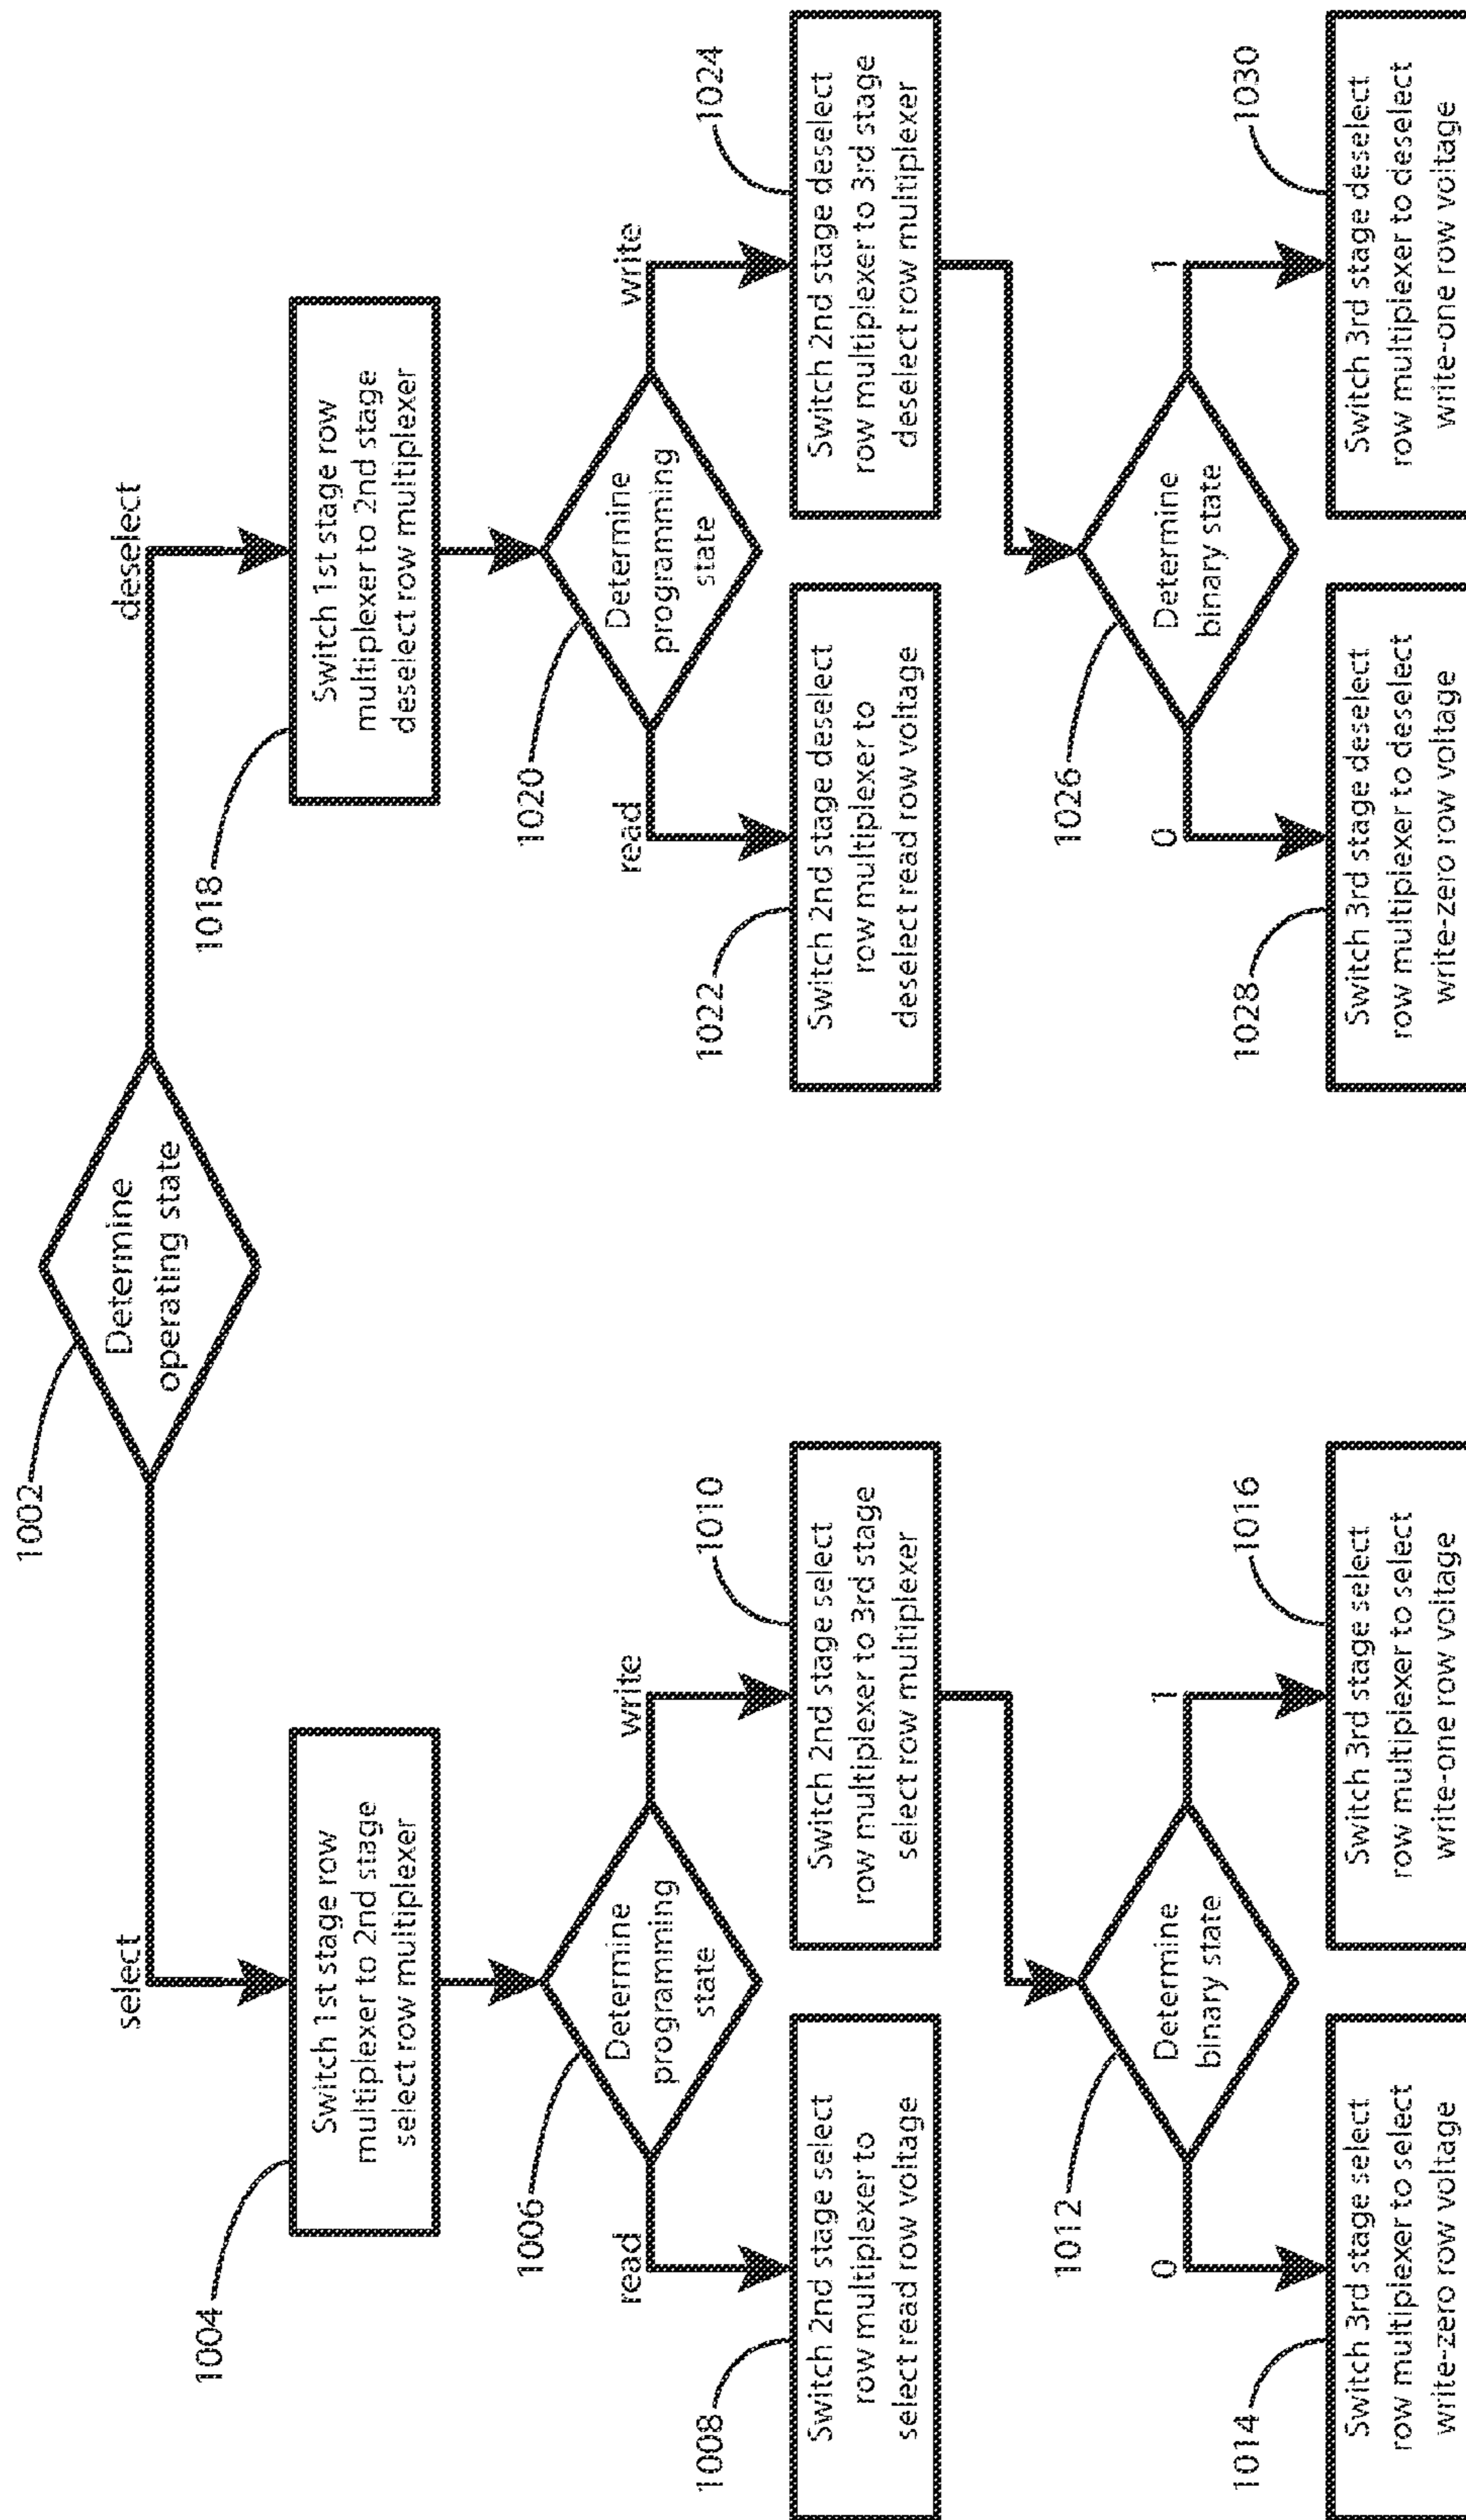 1002
Determine
operating state
select
deselect
1004
Switch 1st stage row
multiplexer to 2nd stage
select row multiplexer
1018
Switch 1st stage row
multiplexer to 2nd stage
deselect row multiplexer
1006
Determine
programming
state
read
write
1020
Determine
programming
state
read
write
1008
Switch 2nd stage select
row multiplexer to
select read row voltage
1010
Switch 2nd stage select
row multiplexer to 3rd stage
select row multiplexer
1022
Switch 2nd stage deselect
row multiplexer to
deselect read row voltage
1024
Switch 2nd stage deselect
row multiplexer to 3rd stage
deselect row multiplexer
1012
Determine
binary state
0
1
1026
Determine
binary state
0
1
1014
Switch 3rd stage select
row multiplexer to select
write-zero row voltage
1016
Switch 3rd stage select
row multiplexer to select
write-one row voltage
1028
Switch 3rd stage deselect
row multiplexer to deselect
write-zero row voltage
1030
Switch 3rd stage deselect
row multiplexer to deselect
write-one row voltage